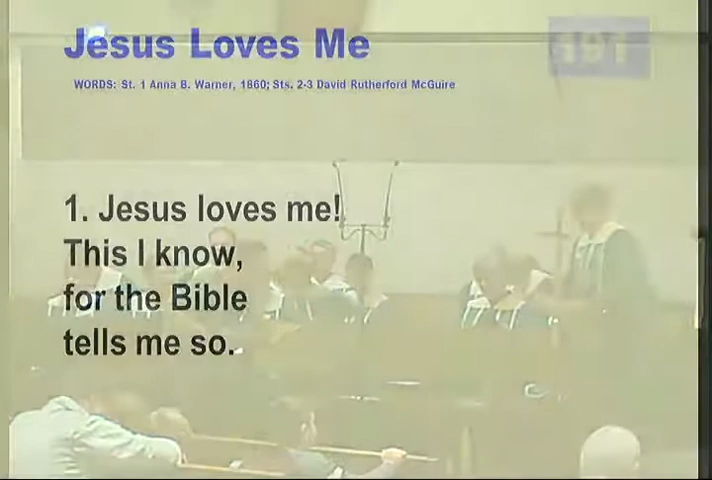 Jesus Loves Me
191
WORDS: St. 1 Anna B. Warner, 1860; Sts. 2-3 David Rutherford McGuire
1. Jesus loves me!
This I know,
for the Bible
tells me so.